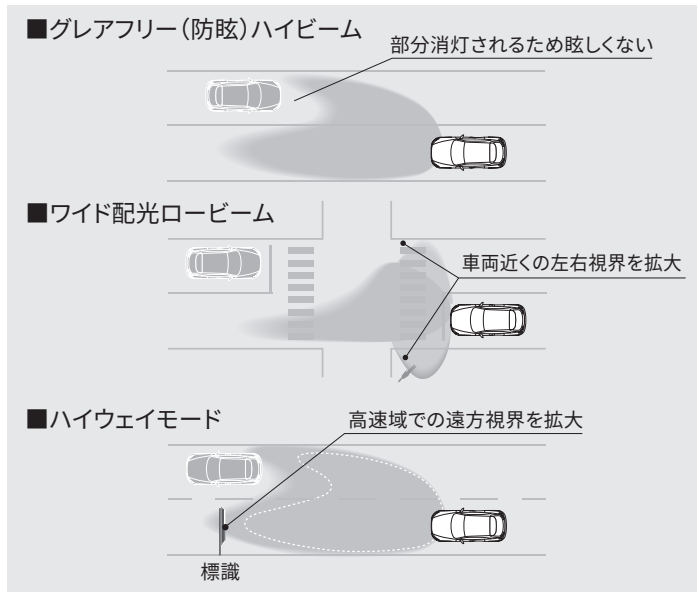 ■グレアフリー（防眩）ハイビーム
部分消灯されるため眩しくない
■ワイド配光ロービーム
車両近くの左右視界を拡大
■ハイウェイモード
高速域での遠方視界を拡大
標識